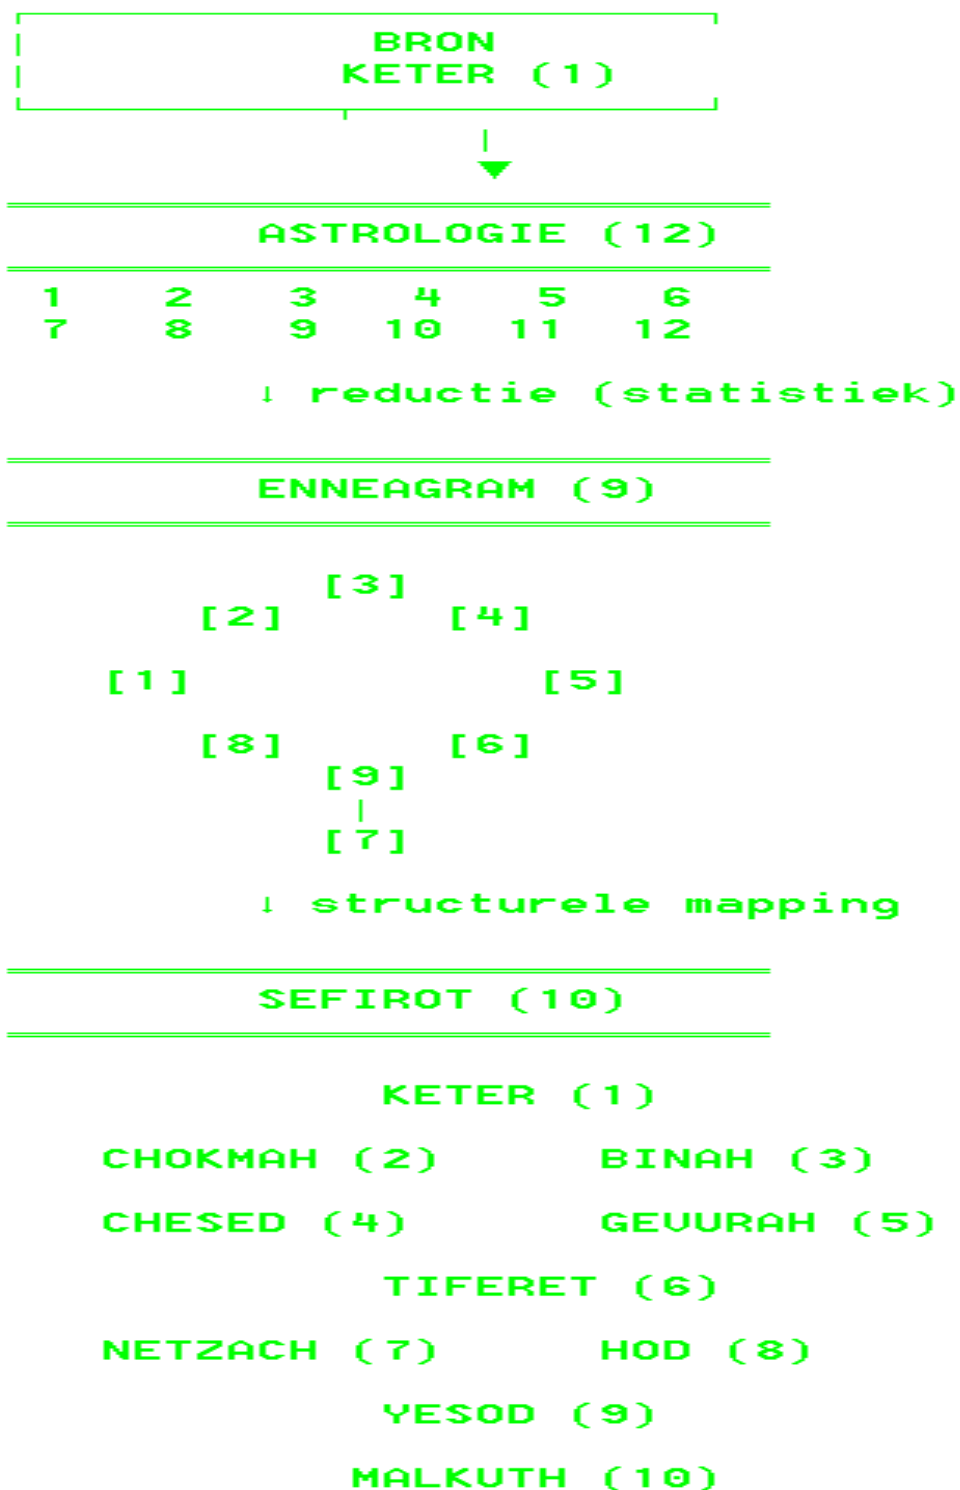 BRON
KETER (1)
ASTROLOGIE (12)
1 2 3 4 5 6
7 8 9 10 11 12
↓ reductie (statistiek)
ENNEAGRAM (9)
[3]
[2] [4]
[1] [5]
[8] [6]
[9]
|
[7]
↓ structurele mapping
SEFIROT (10)
KETER (1)
CHOKMAH (2) BINAH (3)
CHESED (4) GEVURAH (5)
TIFERET (6)
NETZACH (7) HOD (8)
YESOD (9)
MALKUTH (10)